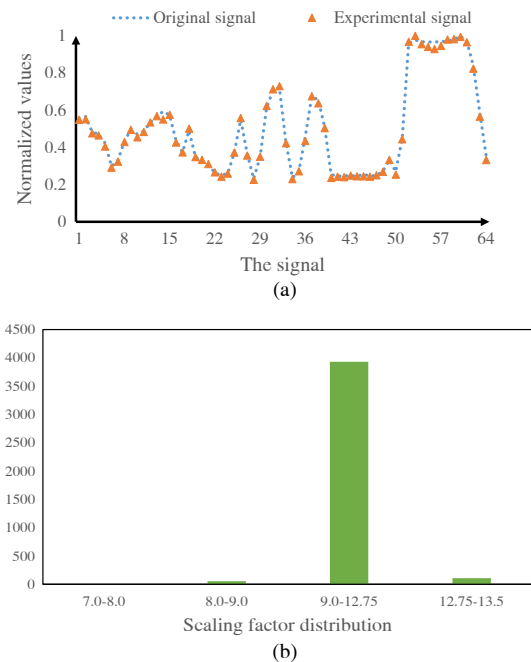 Original signal
Experimental signal
Normalized values
1
0.8
0.6
0.4
0.2
0
1 8 15 22 29 36 43 50 57 64
The signal
(a)
4500
4000
3500
3000
2500
2000
1500
1000
500
0
7.0-8.0 8.0-9.0 9.0-12.75 12.75-13.5
Scaling factor distribution
(b)